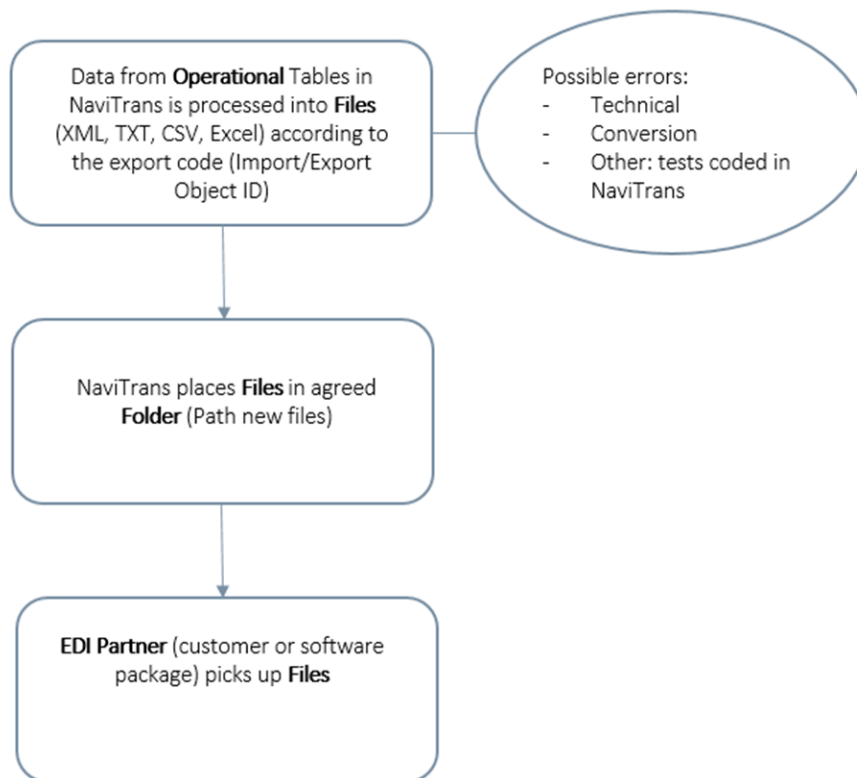 Data from Operational Tables in
NaviTrans is processed into Files
(XML, TXT, CSV, Excel) according to
the export code (Import/Export
Object ID)
Possible errors:
- Technical
- Conversion
- Other: tests coded in
NaviTrans
NaviTrans places Files in agreed
Folder (Path new files)
EDI Partner (customer or software
package) picks up Files